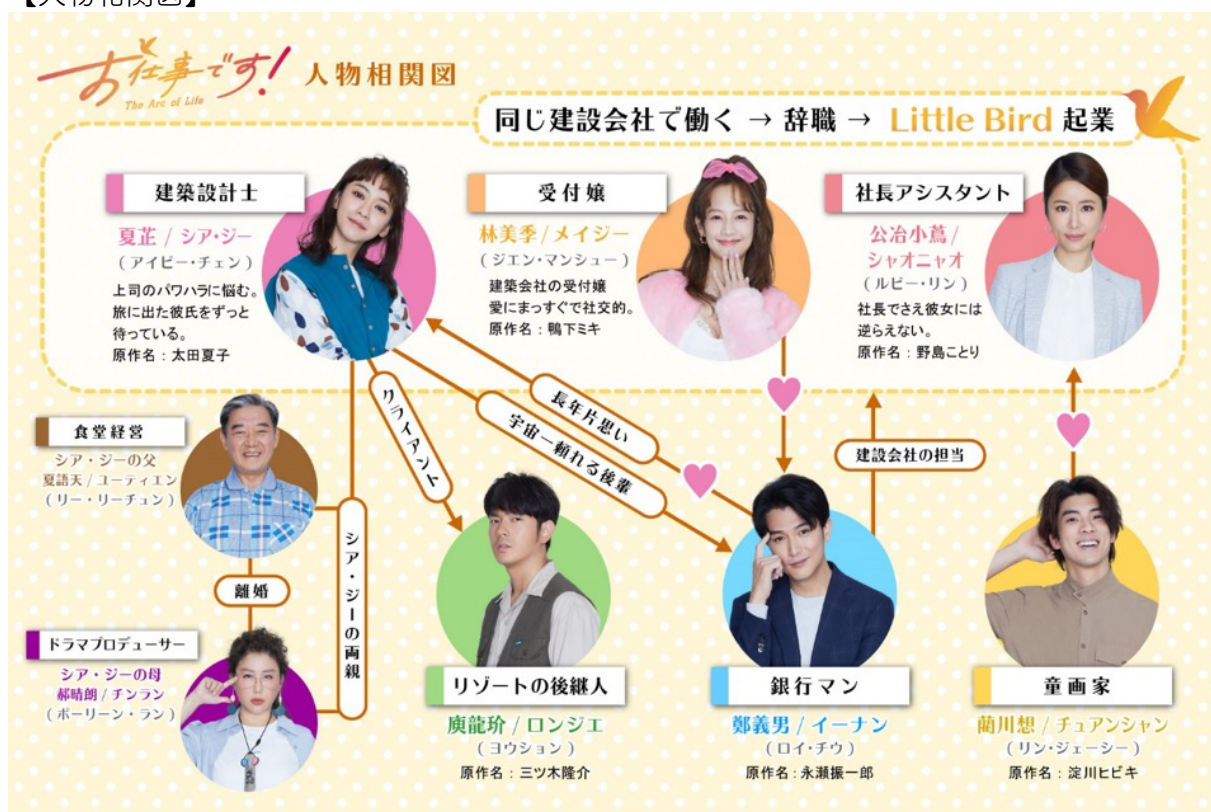 【人物相関図】
お仕事です!
The Arc of Life
人物相関図
同じ建設会社で働く → 辞職 → Little Bird 起業
建築設計士
夏芷 / シア・ジー
(アイビー・チェン)
上司のパワハラに悩む。
旅に出た彼氏をずっと
待っている。
原作名：太田夏子
受付嬢
林美季 / メイジー
(ジエン・マンシュー)
建築会社の受付嬢
愛にまっすぐで社交的。
原作名：鴨下ミキ
社長アシスタント
公冶小蔦 /
シャオニャオ
(ルビー・リン)
社長でさえ彼女には
逆らえない。
原作名：野島ことり
食堂経営
シア・ジーの父
夏語天 / ユーティエン
(リー・リーチュン)
離婚
ドラマプロデューサー
シア・ジーの母
郝晴朗 / チンラン
(ポーリーン・ラン)
シア・ジーの両親
クライアント
長年片思い
宇宙一頼れる後輩
建設会社の担当
リゾートの後継人
庾龍玠 / ロンジエ
(ヨウション)
原作名：三ツ木隆介
銀行マン
鄭義男 / イーナン
(ロイ・チウ)
原作名：永瀬振一郎
童画家
藺川想 / チュアンシャン
(リン・ジェーシー)
原作名：淀川ヒビキ